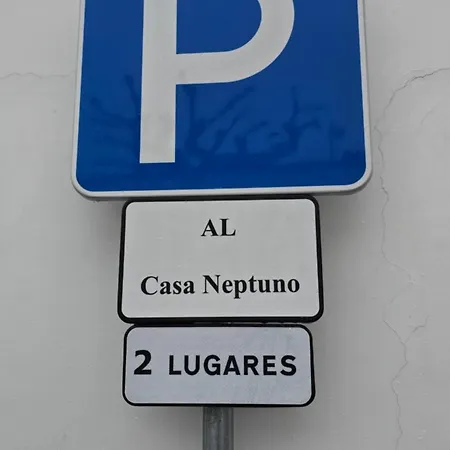 P
AL
Casa Neptuno
2 LUGARES